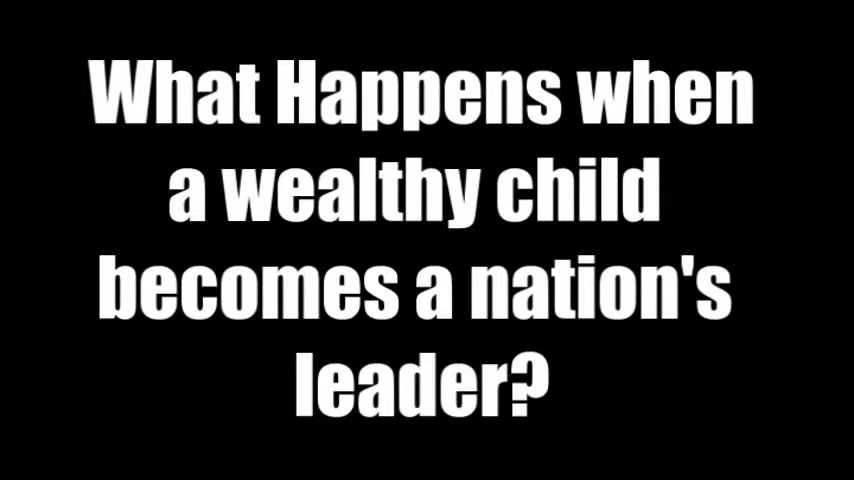 What Happens when
a wealthy child
becomes a nation's
leader?